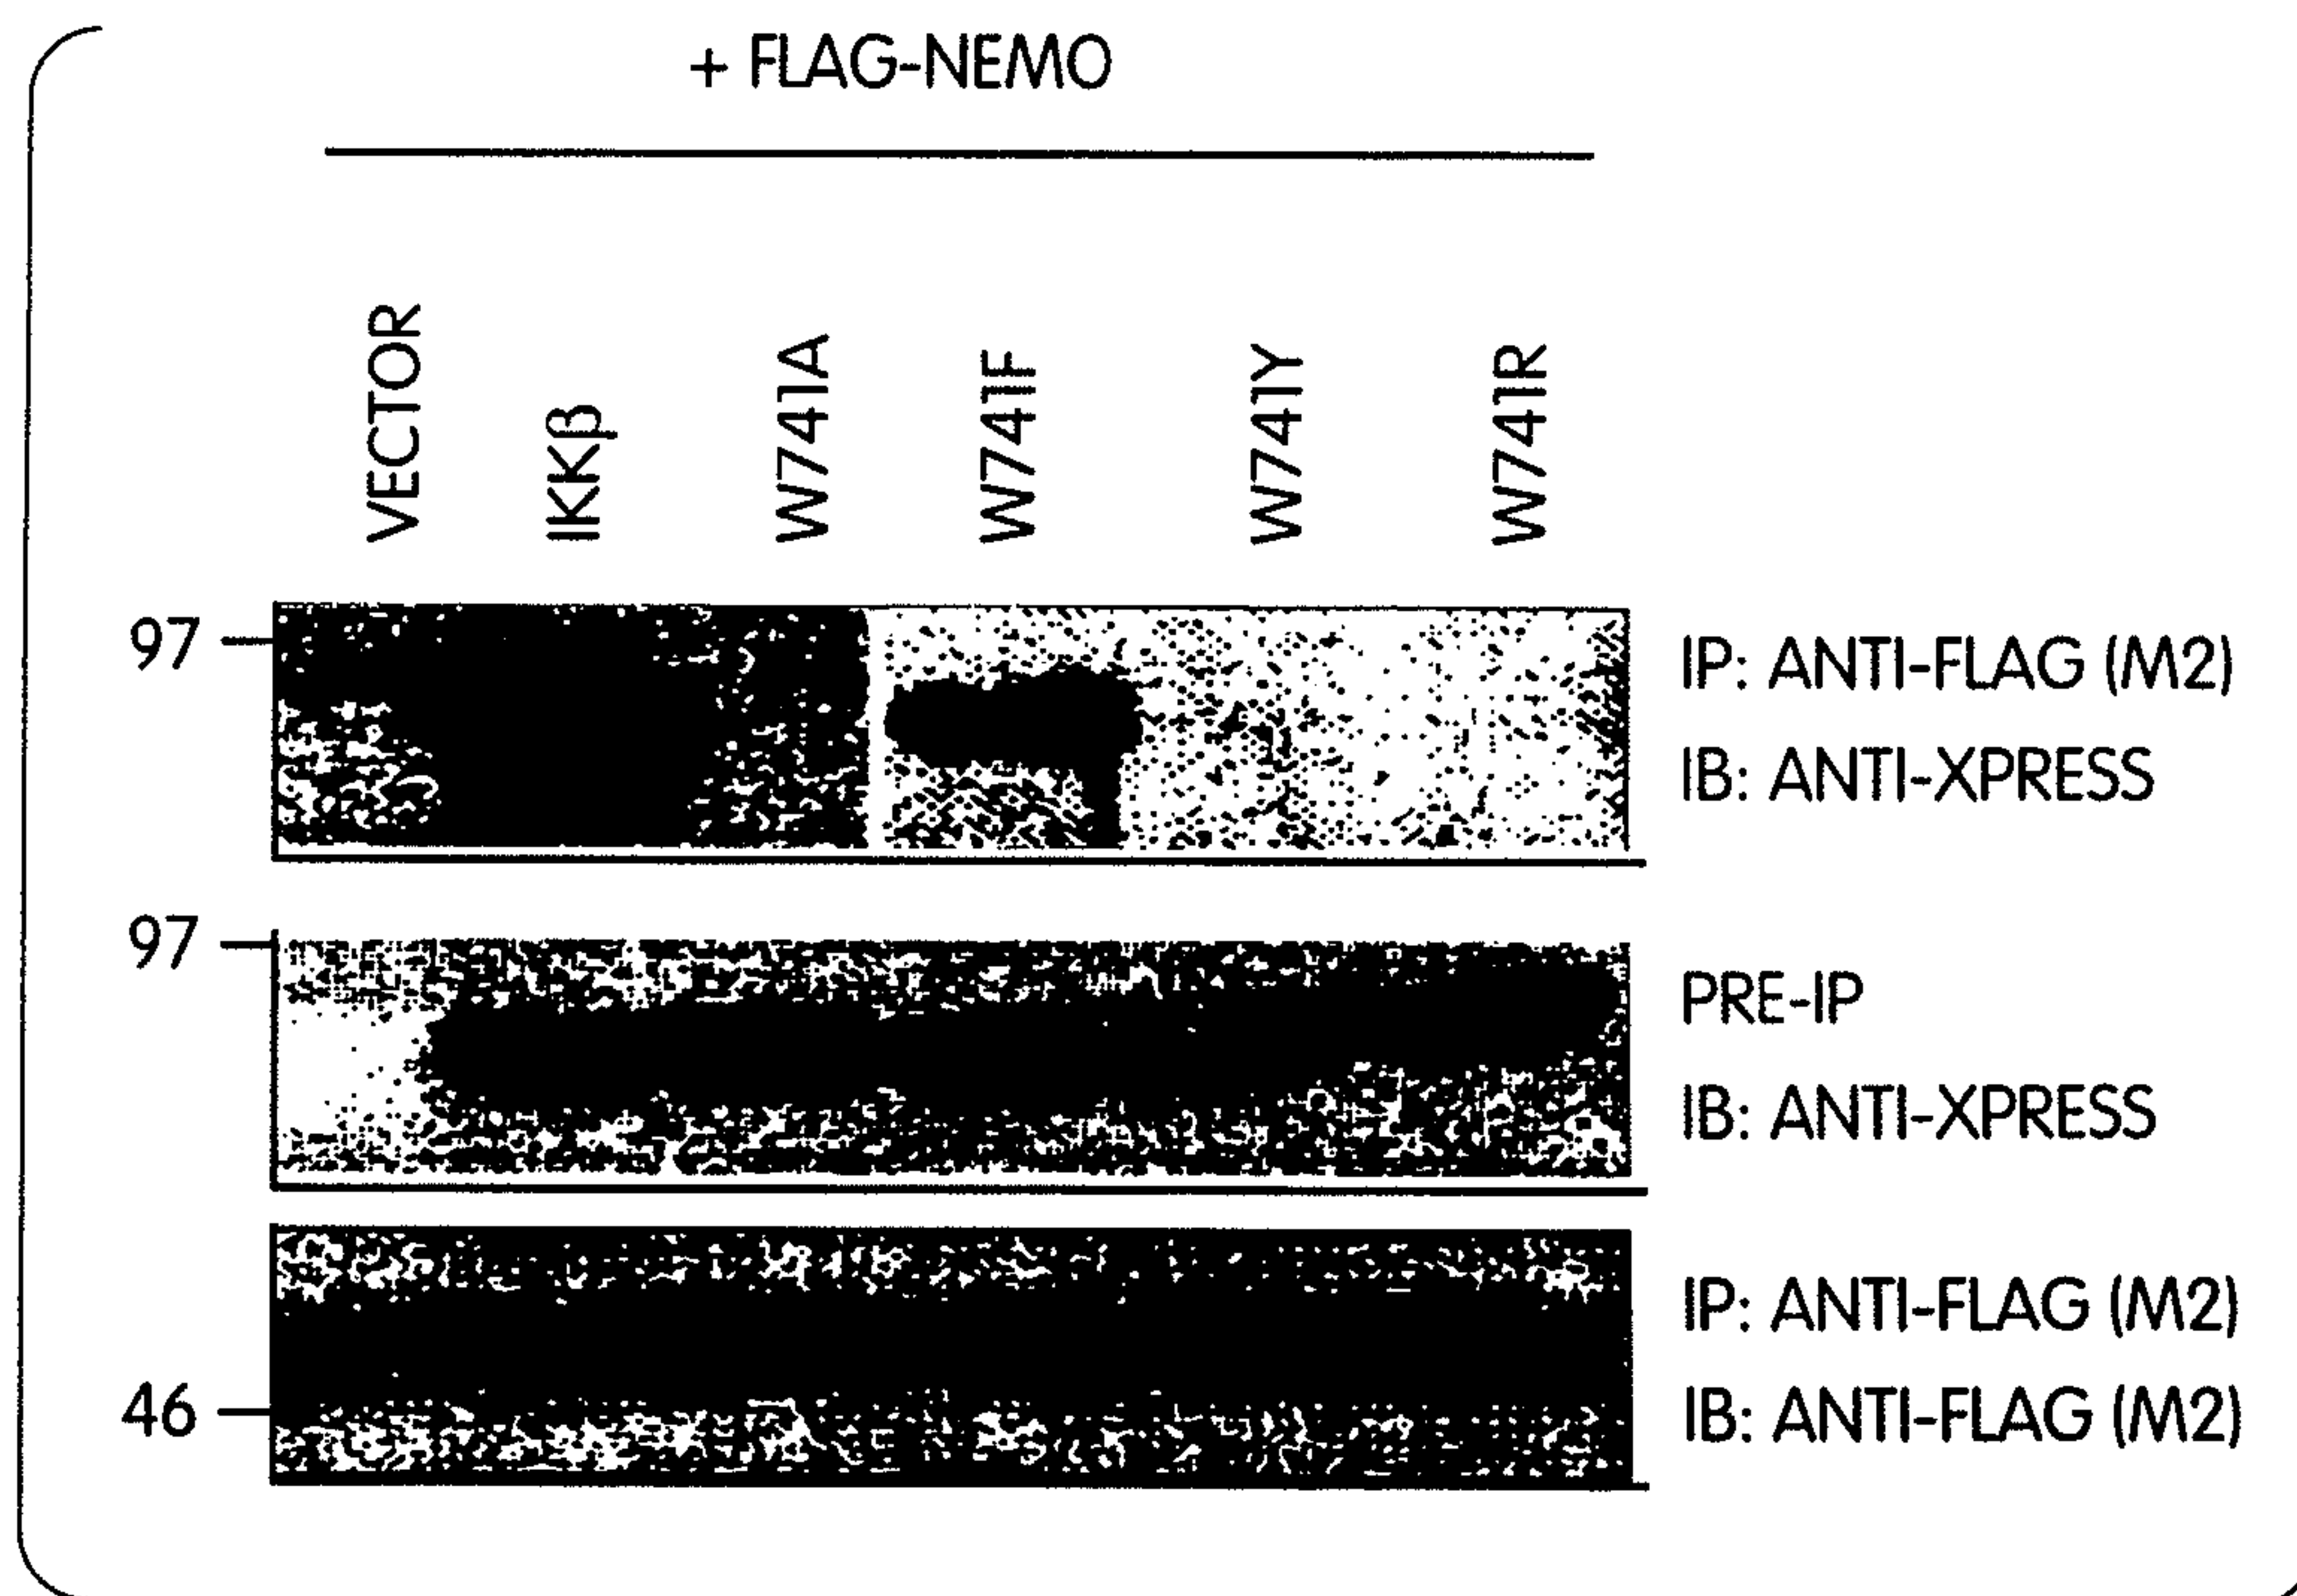 + FLAG-NEMO
VECTOR
IKKβ
W741A
W741F
W741Y
W741R
97
IP: ANTI-FLAG (M2)
IB: ANTI-XPRESS
97
PRE-IP
IB: ANTI-XPRESS
IP: ANTI-FLAG (M2)
46
IB: ANTI-FLAG (M2)